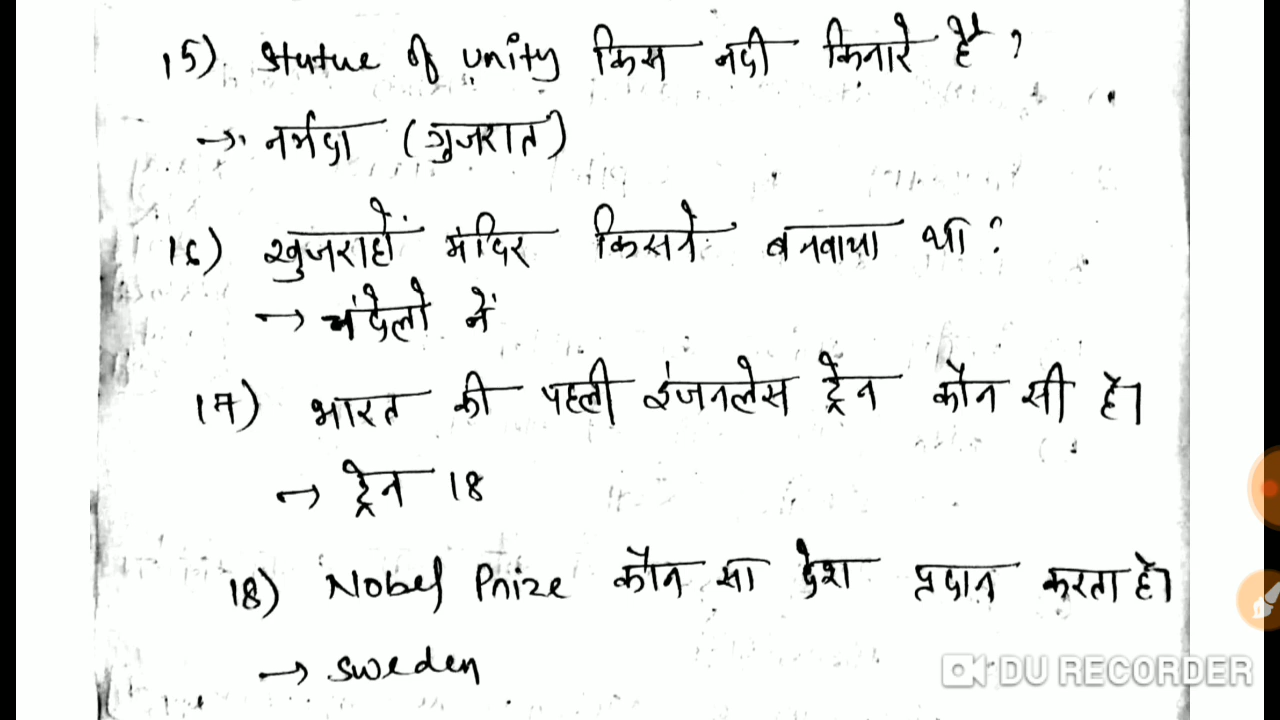 15) Statue of unity किस नदी किनारे है ?
→ नर्मदा (गुजरात)
16) खुजराहों मंदिर किसने बनवाया था ?
→ चंदेलो नें
17) भारत की पहली इंजनलेस ट्रेन कौन सी है।
→ ट्रेन 18
18) Nobel Prize कौन सा देश प्रदान करता है।
→ Sweden
DU RECORDER